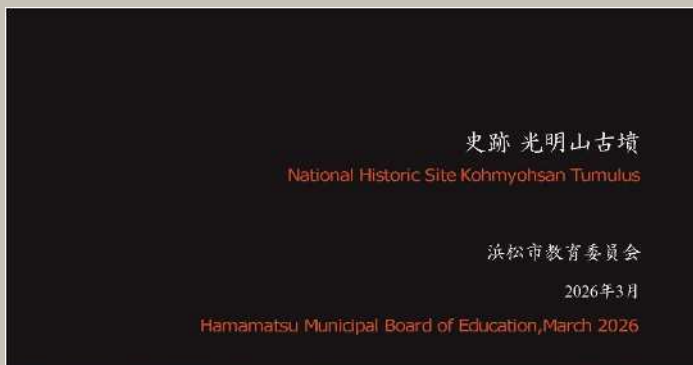 史跡 光明山古墳
National Historic Site Kohmyohsan Tumulus
浜松市教育委員会
2026年3月
Hamamatsu Municipal Board of Education,March 2026